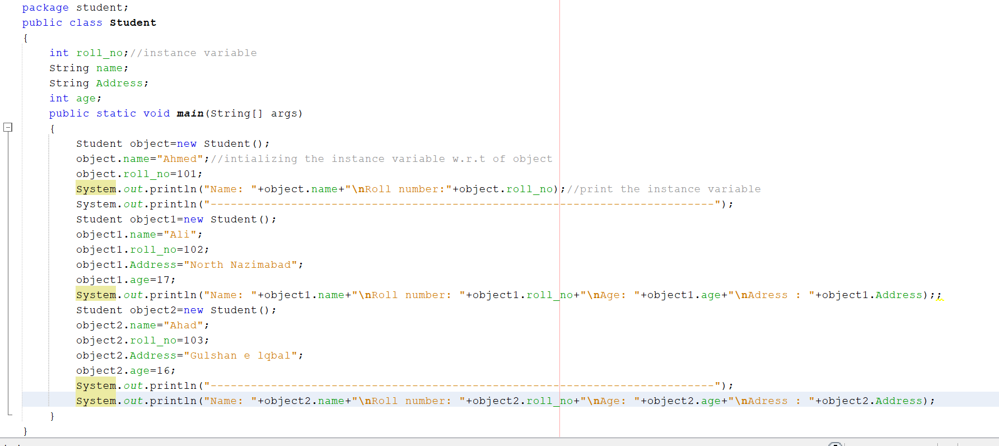 package student;
public class Student
{
    int roll_no;//instance variable
    String name;
    String Address;
    int age;
    public static void main(String[] args)
    {
        Student object=new Student();
        object.name="Ahmed";//intializing the instance variable w.r.t of object
        object.roll_no=101;
        System.out.println("Name: "+object.name+"\nRoll number:"+object.roll_no);//print the instance variable
        System.out.println("---------------------------------------------------------------------------");
        Student object1=new Student();
        object1.name="Ali";
        object1.roll_no=102;
        object1.Address="North Nazimabad";
        object1.age=17;
        System.out.println("Name: "+object1.name+"\nRoll number: "+object1.roll_no+"\nAge: "+object1.age+"\nAdress : "+object1.Address);;
        Student object2=new Student();
        object2.name="Ahad";
        object2.roll_no=103;
        object2.Address="Gulshan e lqbal";
        object2.age=16;
        System.out.println("---------------------------------------------------------------------------");
        System.out.println("Name: "+object2.name+"\nRoll number: "+object2.roll_no+"\nAge: "+object2.age+"\nAdress : "+object2.Address);
    }
}